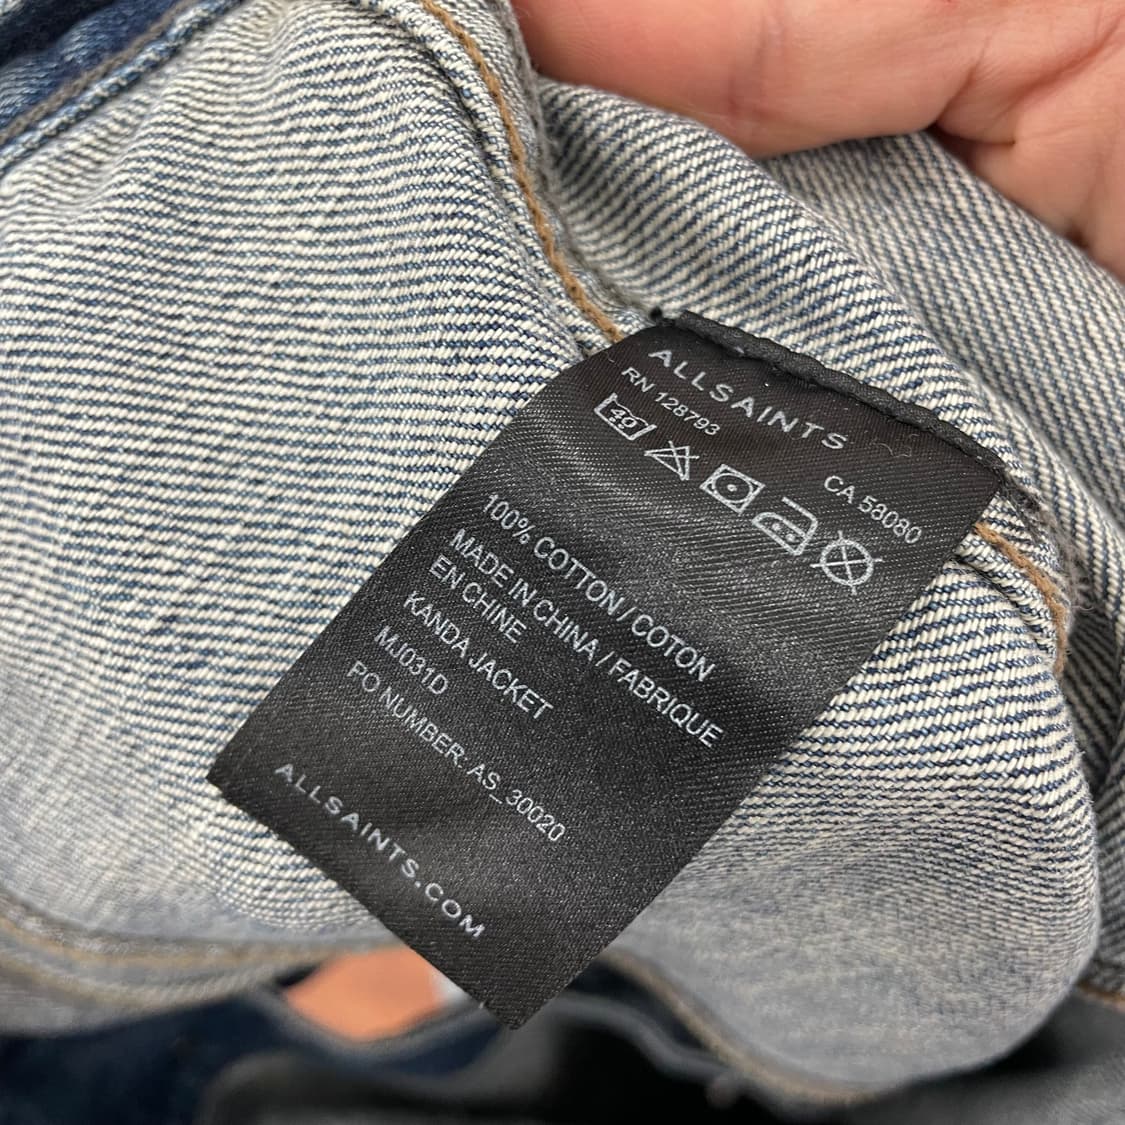 ALLSAINTS
RN 128793
CA 58080
40
100% COTTON / COTON
MADE IN CHINA / FABRIQUE
EN CHINE
KANDA JACKET
MJ031D
PO NUMBER: AS_30020
ALLSAINTS.COM